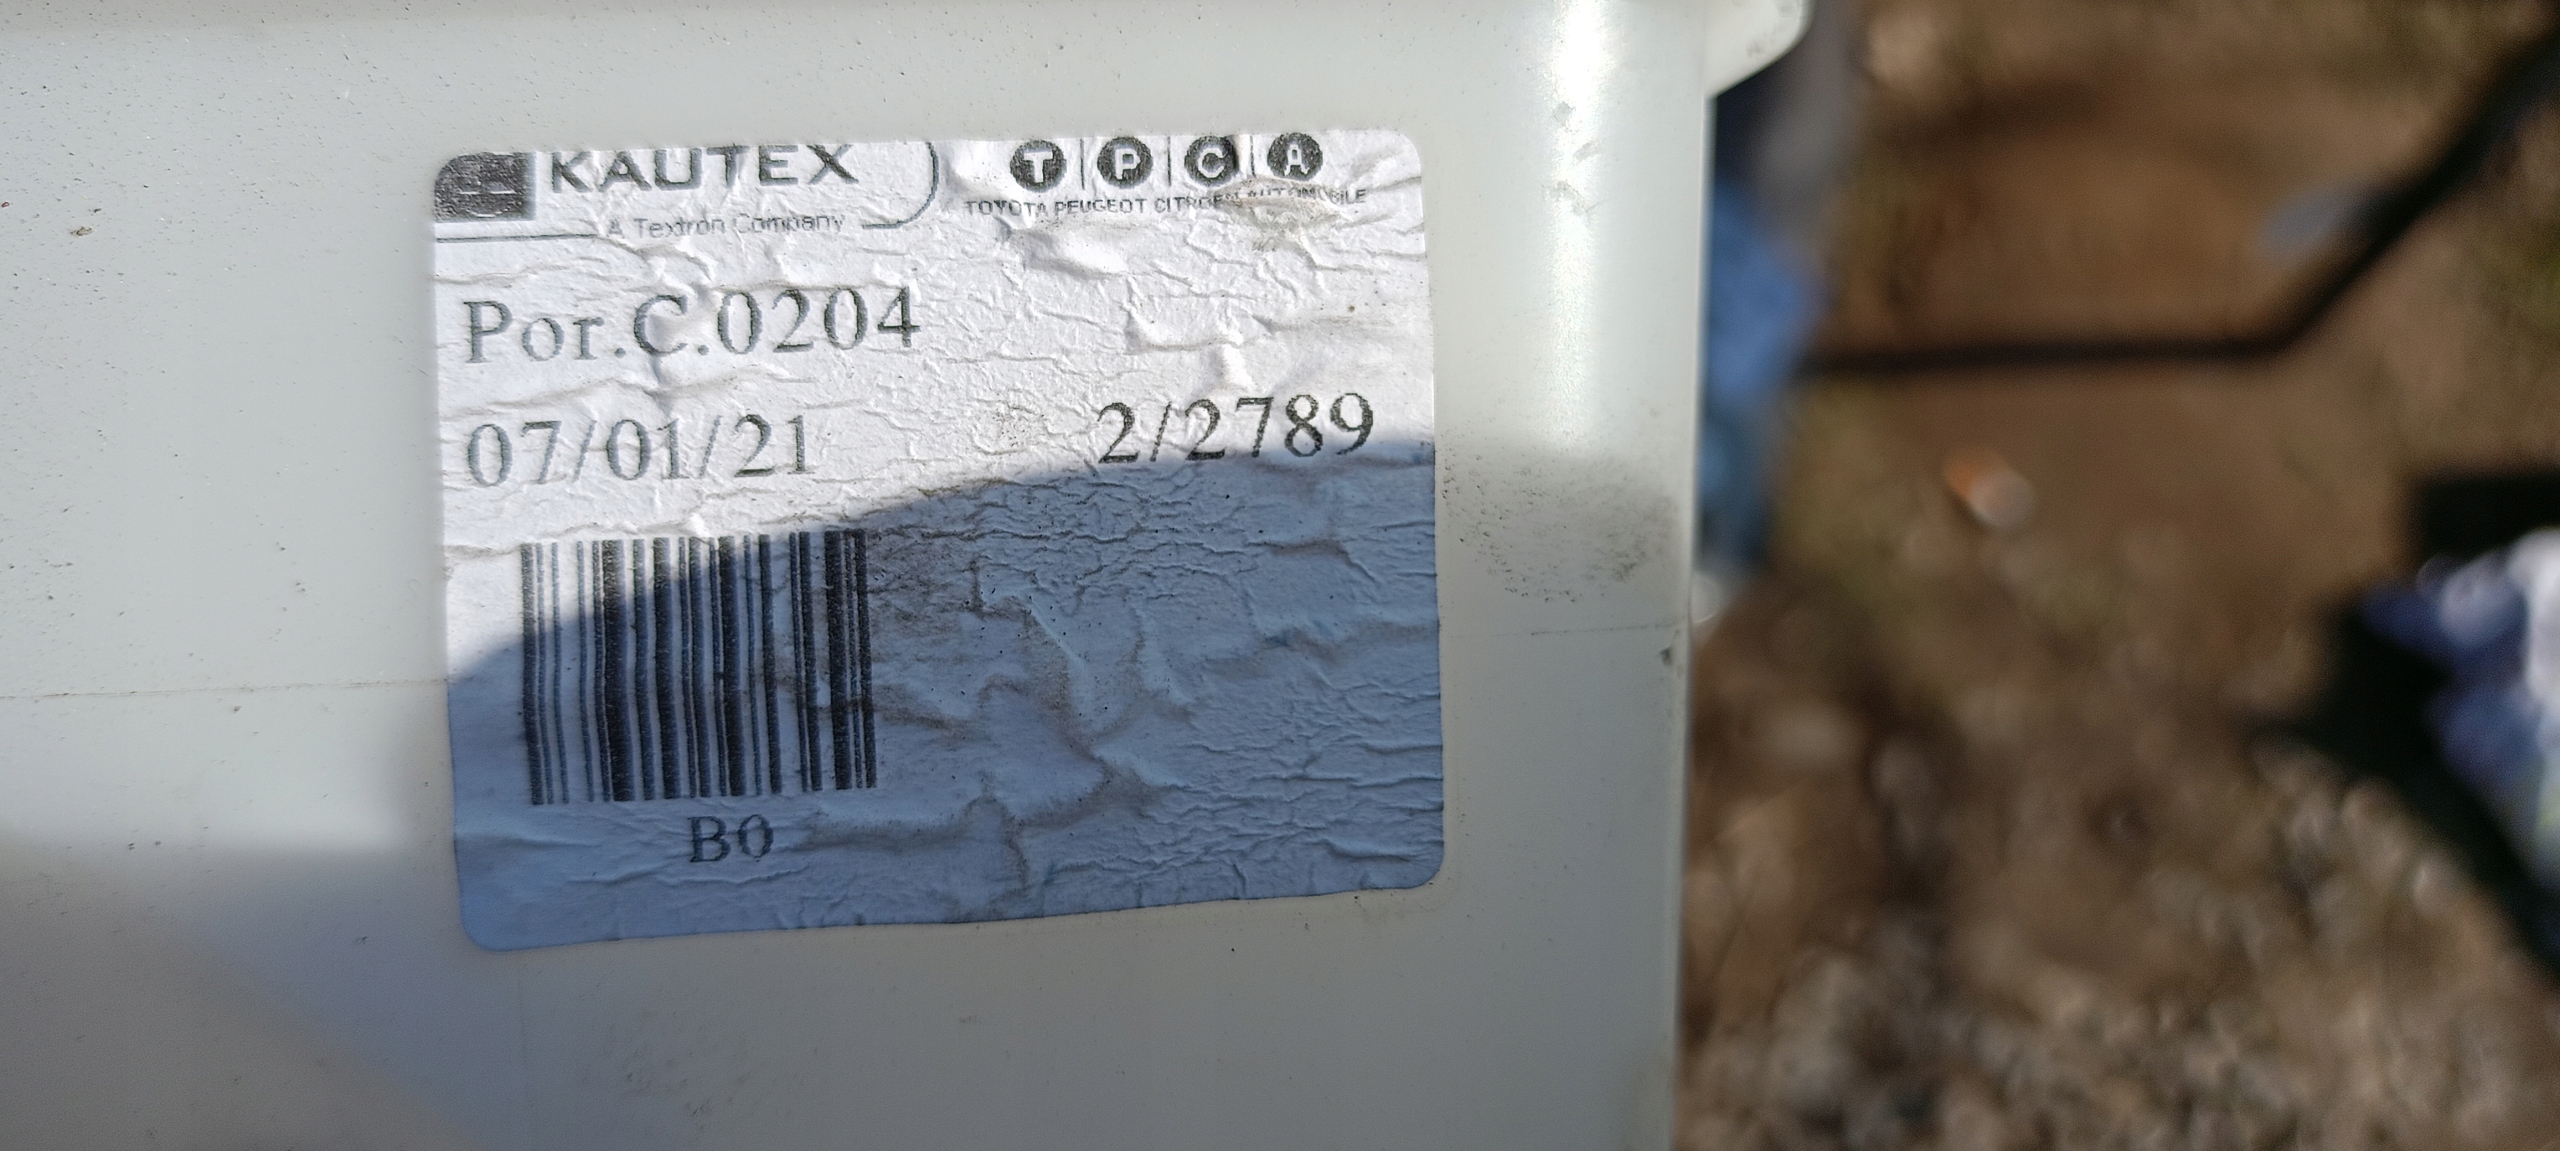 KAUTEX
A Textron Company
T P C A
TOYOTA PEUGEOT CITROEN AUTOMOBILE
Por.C.0204
07/01/21 2/2789
B0